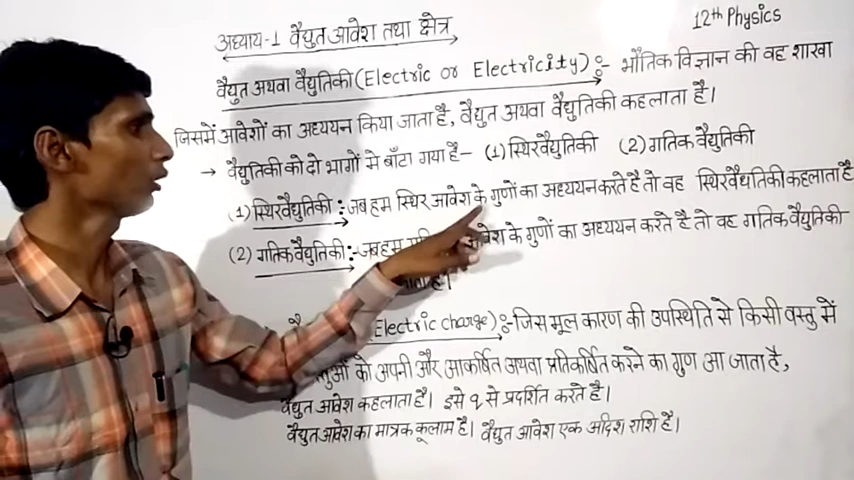 12th Physics
अध्याय-1 वैद्युत आवेश तथा क्षेत्र
वैद्युत अथवा वैद्युतिकी (Electric or Electricity) :- भौतिक विज्ञान की वह शाखा
जिसमें आवेशों का अध्ययन किया जाता है, वैद्युत अथवा वैद्युतिकी कहलाता है।
→ वैद्युतिकी को दो भागों मे बाँटा गया है- (1) स्थिरवैद्युतिकी (2) गतिक वैद्युतिकी
(1) स्थिरवैद्युतिकी :- जब हम स्थिर आवेश के गुणों का अध्ययन करते है तो वह स्थिरवैद्यतिकी कहलाता है
(2) गतिक वैद्युतिकी :- जब हम के गुणों का अध्ययन करते है तो वह गतिक वैद्युतिकी
है।
(Electric charge) :- जिस मूल कारण की उपस्थिति से किसी वस्तु में
को अपनी और आकर्षित अथवा प्रतिकर्षित करने का गुण आ जाता है,
वैद्युत आवेश कहलाता है। इसे q से प्रदर्शित करते है।
वैद्युत आवेश का मात्रक कूलाम है। वैद्युत आवेश एक अदिश राशि है।